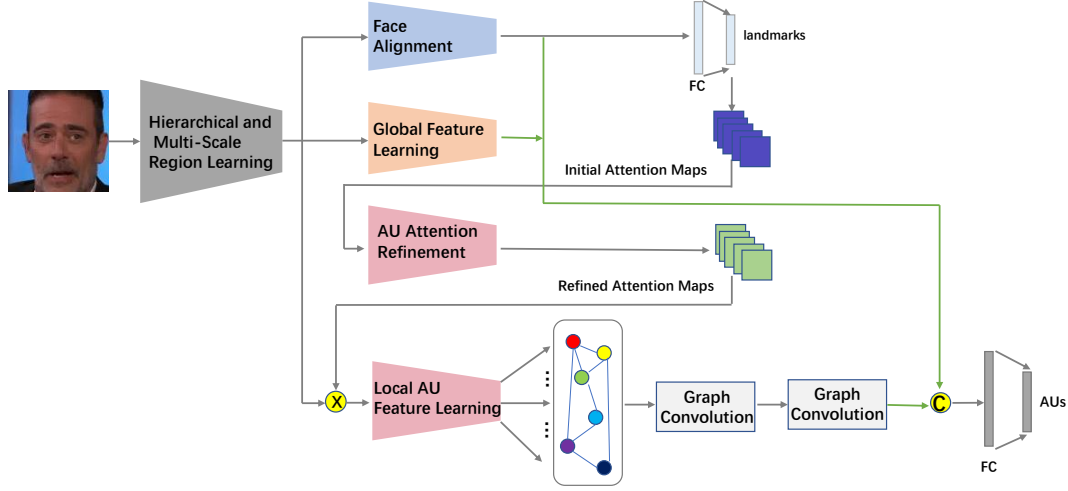 Face
Alignment
landmarks
FC
Hierarchical and
Multi-Scale
Region Learning
Global Feature
Learning
Initial Attention Maps
AU Attention
Refinement
Refined Attention Maps
Local AU
Feature Learning
X
...
...
Graph
Convolution
Graph
Convolution
C
AUs
FC